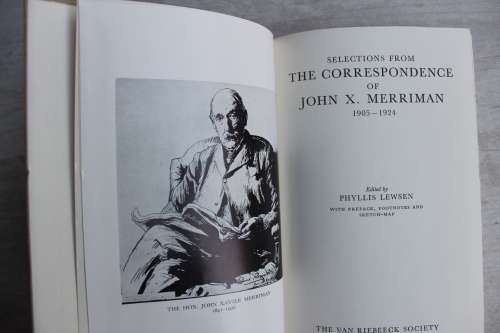 THE HON. JOHN XAVIER MERRIMAN
SELECTIONS FROM
THE CORRESPONDENCE
OF
JOHN X. MERRIMAN
1905–1924
Edited by
PHYLLIS LEWSEN
WITH PREFACE, FOOTNOTES AND
SKETCH-MAP
THE VAN RIEBEECK SOCIETY